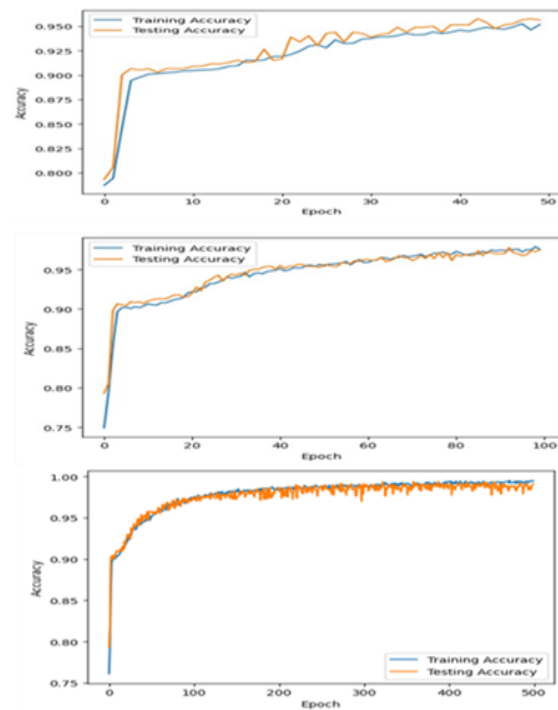 Training Accuracy
Testing Accuracy
0.950
0.925
0.900
0.875
0.850
0.825
0.800
Accuracy
0 10 20 30 40 50
Epoch
Training Accuracy
Testing Accuracy
0.95
0.90
0.85
0.80
0.75
Accuracy
0 20 40 60 80 100
Epoch
1.00
0.95
0.90
0.85
0.80
0.75
Accuracy
Training Accuracy
Testing Accuracy
0 100 200 300 400 500
Epoch